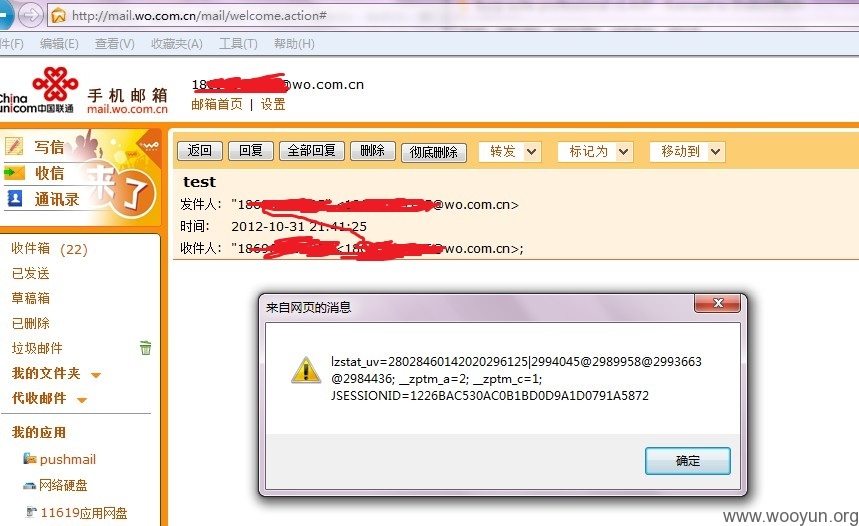 http://mail.wo.com.cn/mail/welcome.action#
件(F) 编辑(E) 查看(V) 收藏夹(A) 工具(T) 帮助(H)
China unicom中国联通
手机邮箱
mail.wo.com.cn
18 @wo.com.cn
邮箱首页 | 设置
写信
收信
通讯录
来了
返回 回复 全部回复 删除 彻底删除 转发 标记为 移动到
test
发件人: "186 <18 @wo.com.cn>
时间: 2012-10-31 21:41:25
收件人: "1869 <186 @wo.com.cn>;
收件箱 (22)
已发送
草稿箱
已删除
垃圾邮件
我的文件夹
代收邮件
我的应用
pushmail
网络硬盘
11619应用网盘
来自网页的消息
lzstat_uv=28028460142020296125|2994045@2989958@2993663
@2984436; __zptm_a=2; __zptm_c=1;
JSESSIONID=1226BAC530AC0B1BD0D9A1D0791A5872
确定
www.wooyun.org